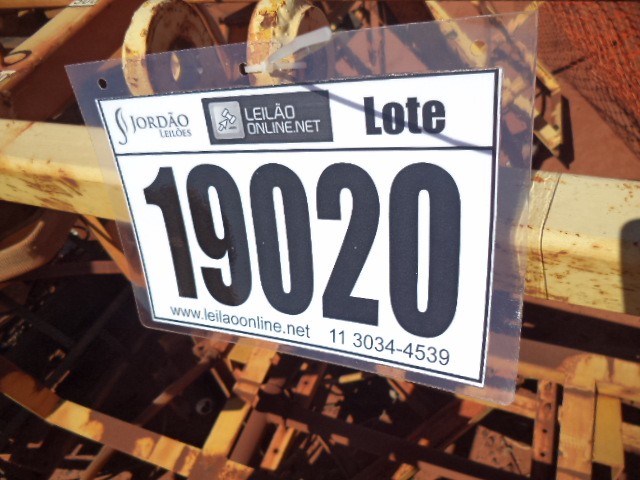 JORDÃO
LEILÕES
LEILÃO
ONLINE.NET
Lote
19020
www.leilaoonline.net 11 3034-4539